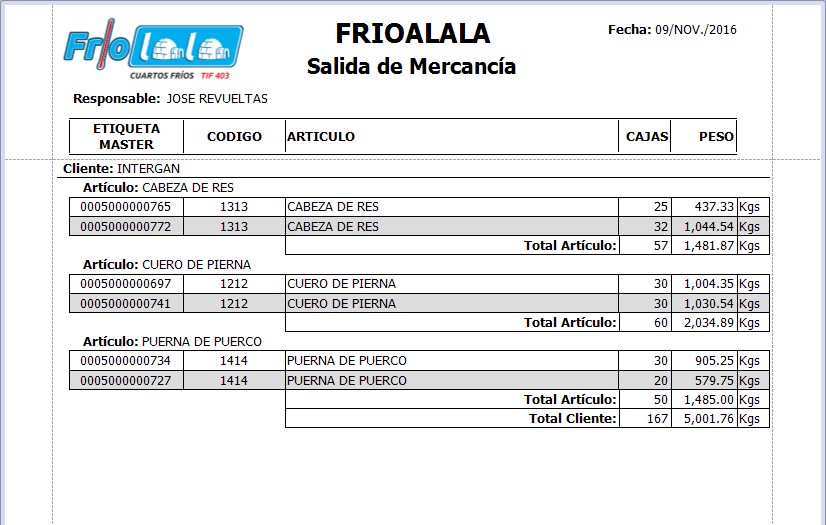 Friolala
CUARTOS FRÍOS TIF 403
FRIOALALA
Salida de Mercancía
Fecha: 09/NOV./2016
Responsable: JOSE REVUELTAS
ETIQUETA MASTER CODIGO ARTICULO CAJAS PESO
Cliente: INTERGAN
Artículo: CABEZA DE RES
0005000000765 1313 CABEZA DE RES 25 437.33 Kgs
0005000000772 1313 CABEZA DE RES 32 1,044.54 Kgs
Total Artículo: 57 1,481.87 Kgs
Artículo: CUERO DE PIERNA
0005000000697 1212 CUERO DE PIERNA 30 1,004.35 Kgs
0005000000741 1212 CUERO DE PIERNA 30 1,030.54 Kgs
Total Artículo: 60 2,034.89 Kgs
Artículo: PUERNA DE PUERCO
0005000000734 1414 PUERNA DE PUERCO 30 905.25 Kgs
0005000000727 1414 PUERNA DE PUERCO 20 579.75 Kgs
Total Artículo: 50 1,485.00 Kgs
Total Cliente: 167 5,001.76 Kgs